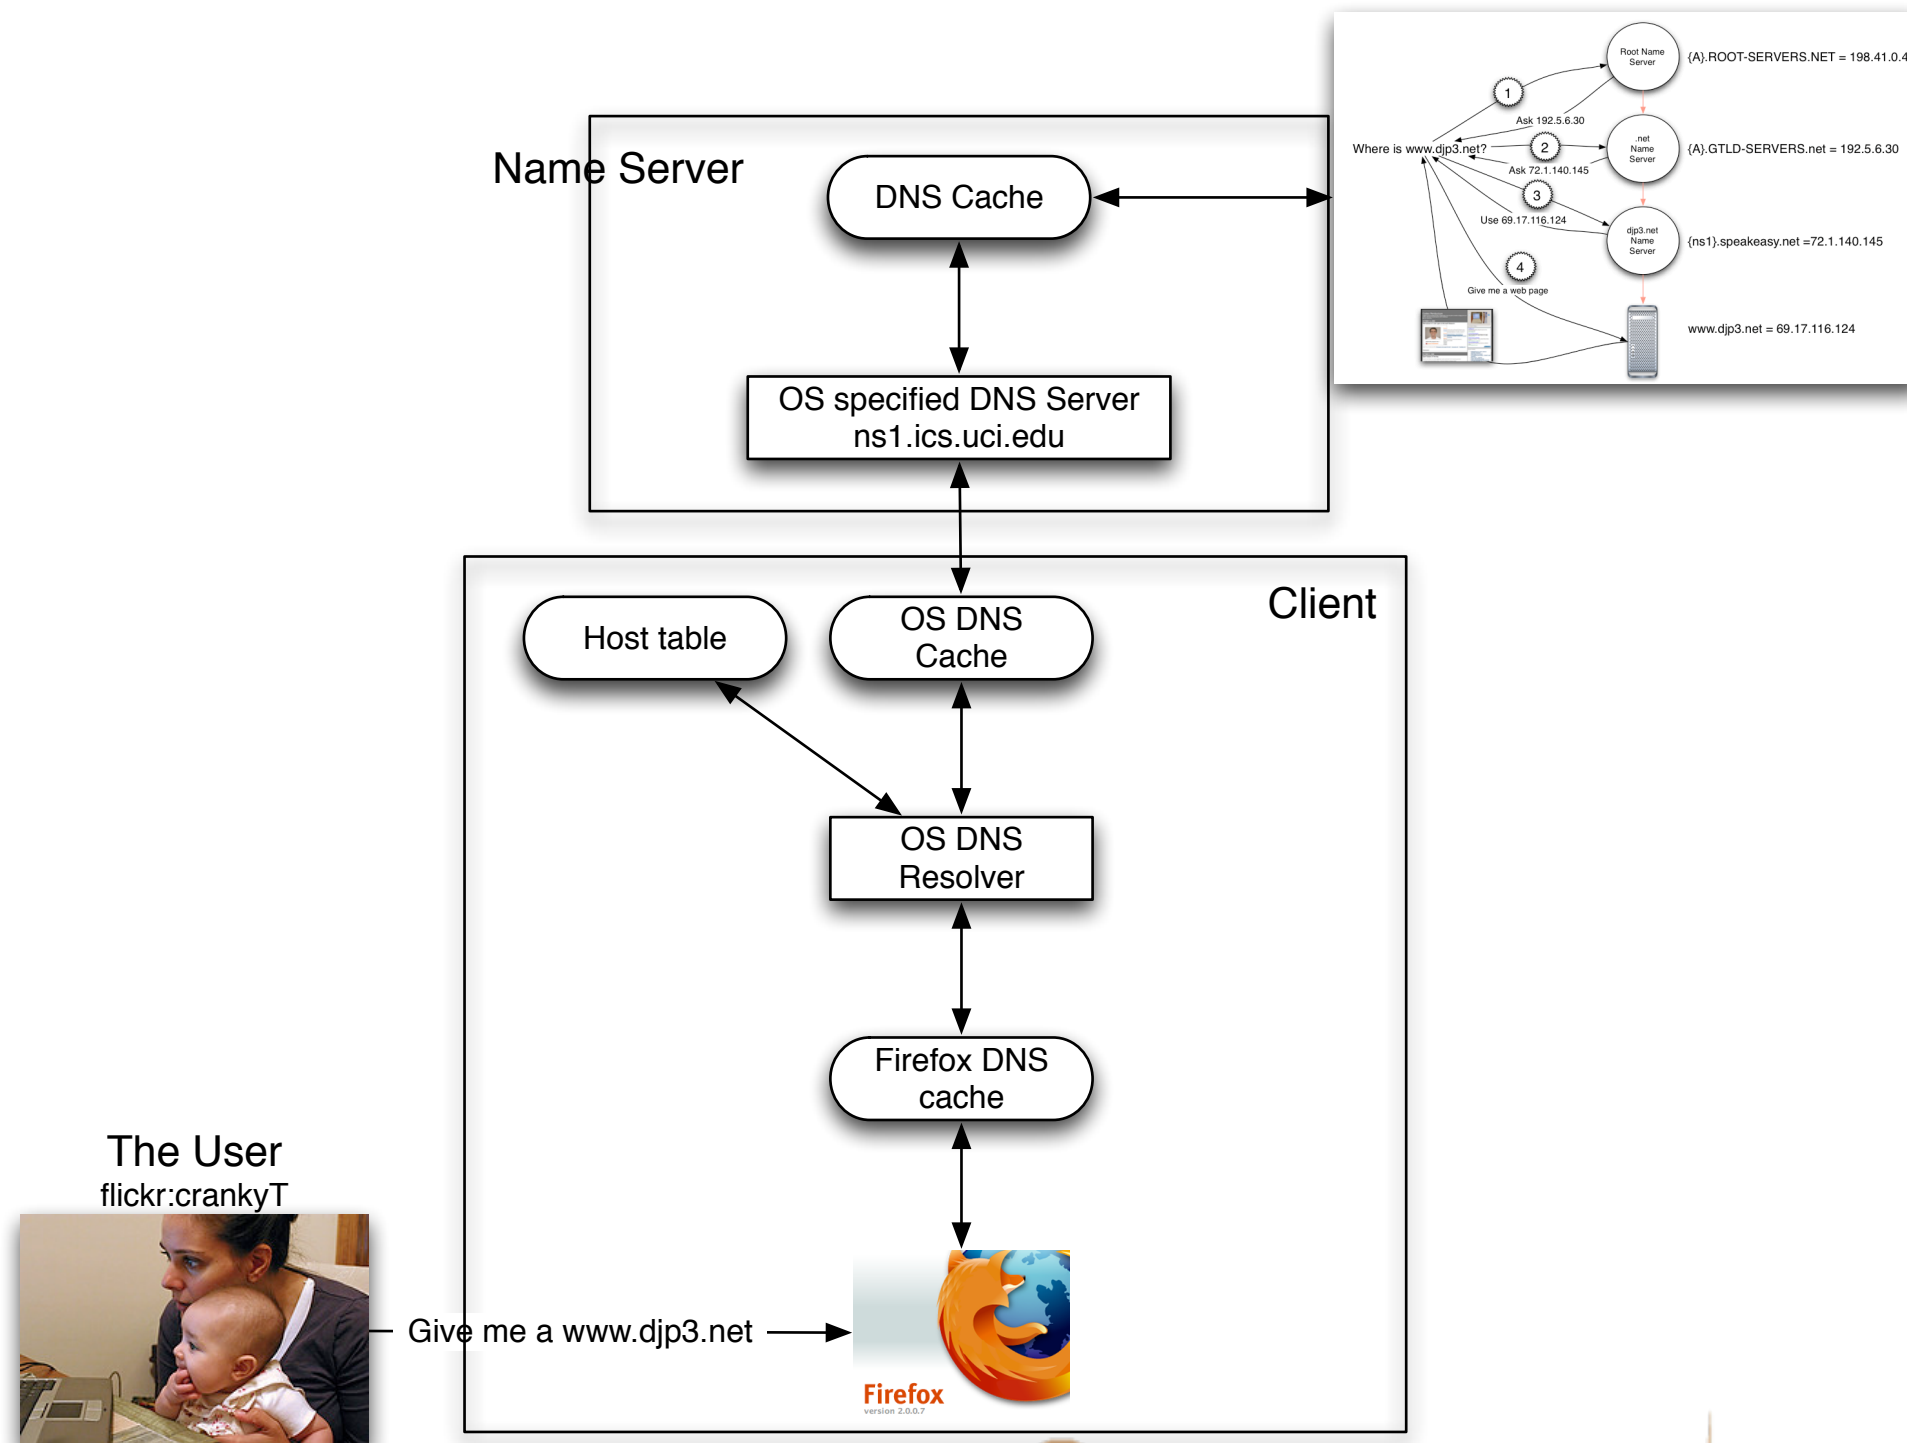 Root Name
Server
{A}.ROOT-SERVERS.NET = 198.41.0.4
1
Ask 192.5.6.30
Where is www.djp3.net?
2
.net
Name
Server
{A}.GTLD-SERVERS.net = 192.5.6.30
Ask 72.1.140.145
3
Use 69.17.116.124
djp3.net
Name
Server
{ns1}.speakeasy.net =72.1.140.145
4
Give me a web page
www.djp3.net = 69.17.116.124
Name Server
DNS Cache
OS specified DNS Server
ns1.ics.uci.edu
Client
Host table
OS DNS
Cache
OS DNS
Resolver
Firefox DNS
cache
The User
flickr:crankyT
Give me a www.djp3.net
Firefox
version 2.0.0.7